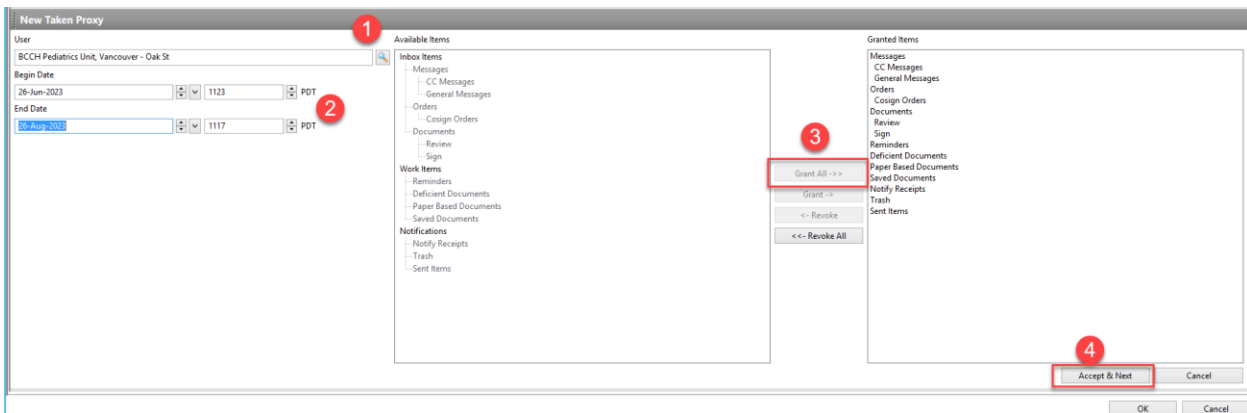 New Taken Proxy
1
User
BCCH Pediatrics Unit, Vancouver - Oak St
Begin Date
26-Jun-2023 1123 PDT
End Date
26-Aug-2023 1117 PDT
2
Available Items
Inbox Items
Messages
CC Messages
General Messages
Orders
Cosign Orders
Documents
Review
Sign
Work Items
Reminders
Deficient Documents
Paper Based Documents
Saved Documents
Notifications
Notify Receipts
Trash
Sent Items
3
Grant All ->>
Grant ->
<- Revoke
<<- Revoke All
Granted Items
Messages
CC Messages
General Messages
Orders
Cosign Orders
Documents
Review
Sign
Reminders
Deficient Documents
Paper Based Documents
Saved Documents
Notify Receipts
Trash
Sent Items
4
Accept & Next Cancel
OK Cancel